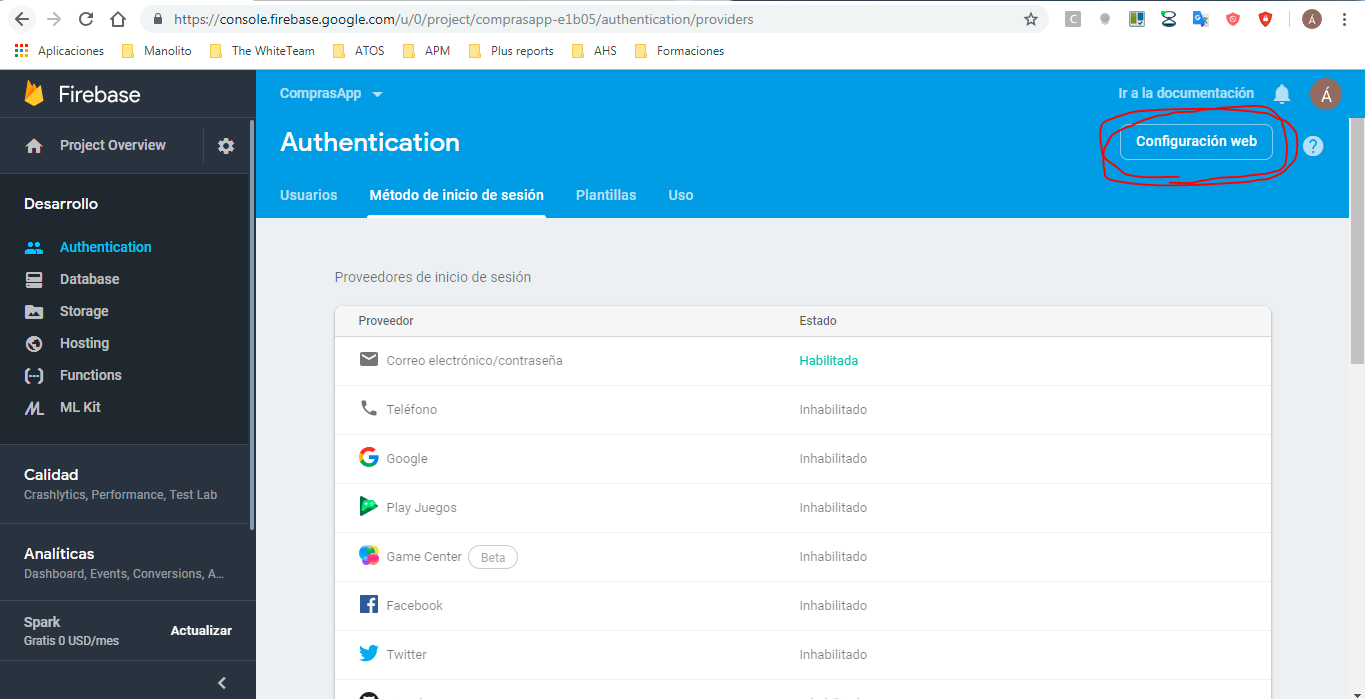 https://console.firebase.google.com/u/0/project/comprasapp-e1b05/authentication/providers
Aplicaciones Manolito The WhiteTeam ATOS APM Plus reports AHS Formaciones
Firebase
Project Overview
Desarrollo
Authentication
Database
Storage
Hosting
Functions
ML Kit
Calidad
Crashlytics, Performance, Test Lab
Analíticas
Dashboard, Events, Conversions, A...
Spark
Gratis 0 USD/mes
Actualizar
ComprasApp
Ir a la documentación
Á
Authentication
Configuración web
?
Usuarios Método de inicio de sesión Plantillas Uso
Proveedores de inicio de sesión
Proveedor Estado
Correo electrónico/contraseña Habilitada
Teléfono Inhabilitado
Google Inhabilitado
Play Juegos Inhabilitado
Game Center Beta Inhabilitado
Facebook Inhabilitado
Twitter Inhabilitado